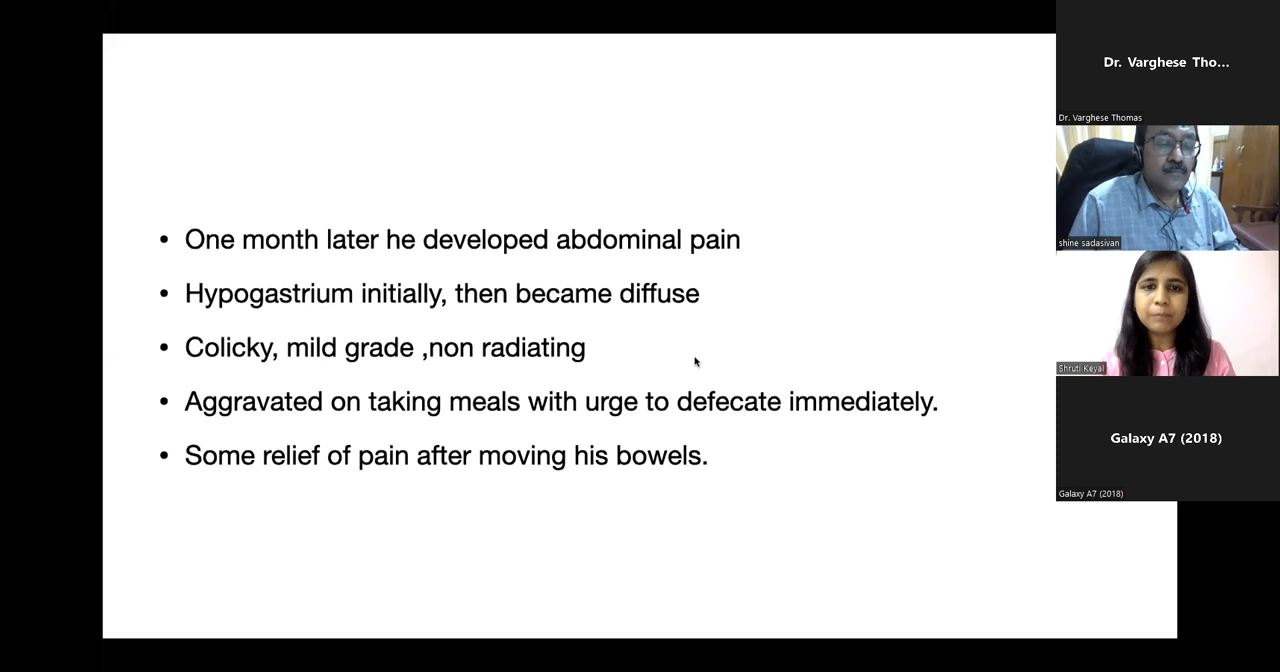 • One month later he developed abdominal pain
• Hypogastrium initially, then became diffuse
• Colicky, mild grade ,non radiating
• Aggravated on taking meals with urge to defecate immediately.
• Some relief of pain after moving his bowels.
Dr. Varghese Tho...
Dr. Varghese Thomas
shine sadasivan
Shruti Keyal
Galaxy A7 (2018)
Galaxy A7 (2018)